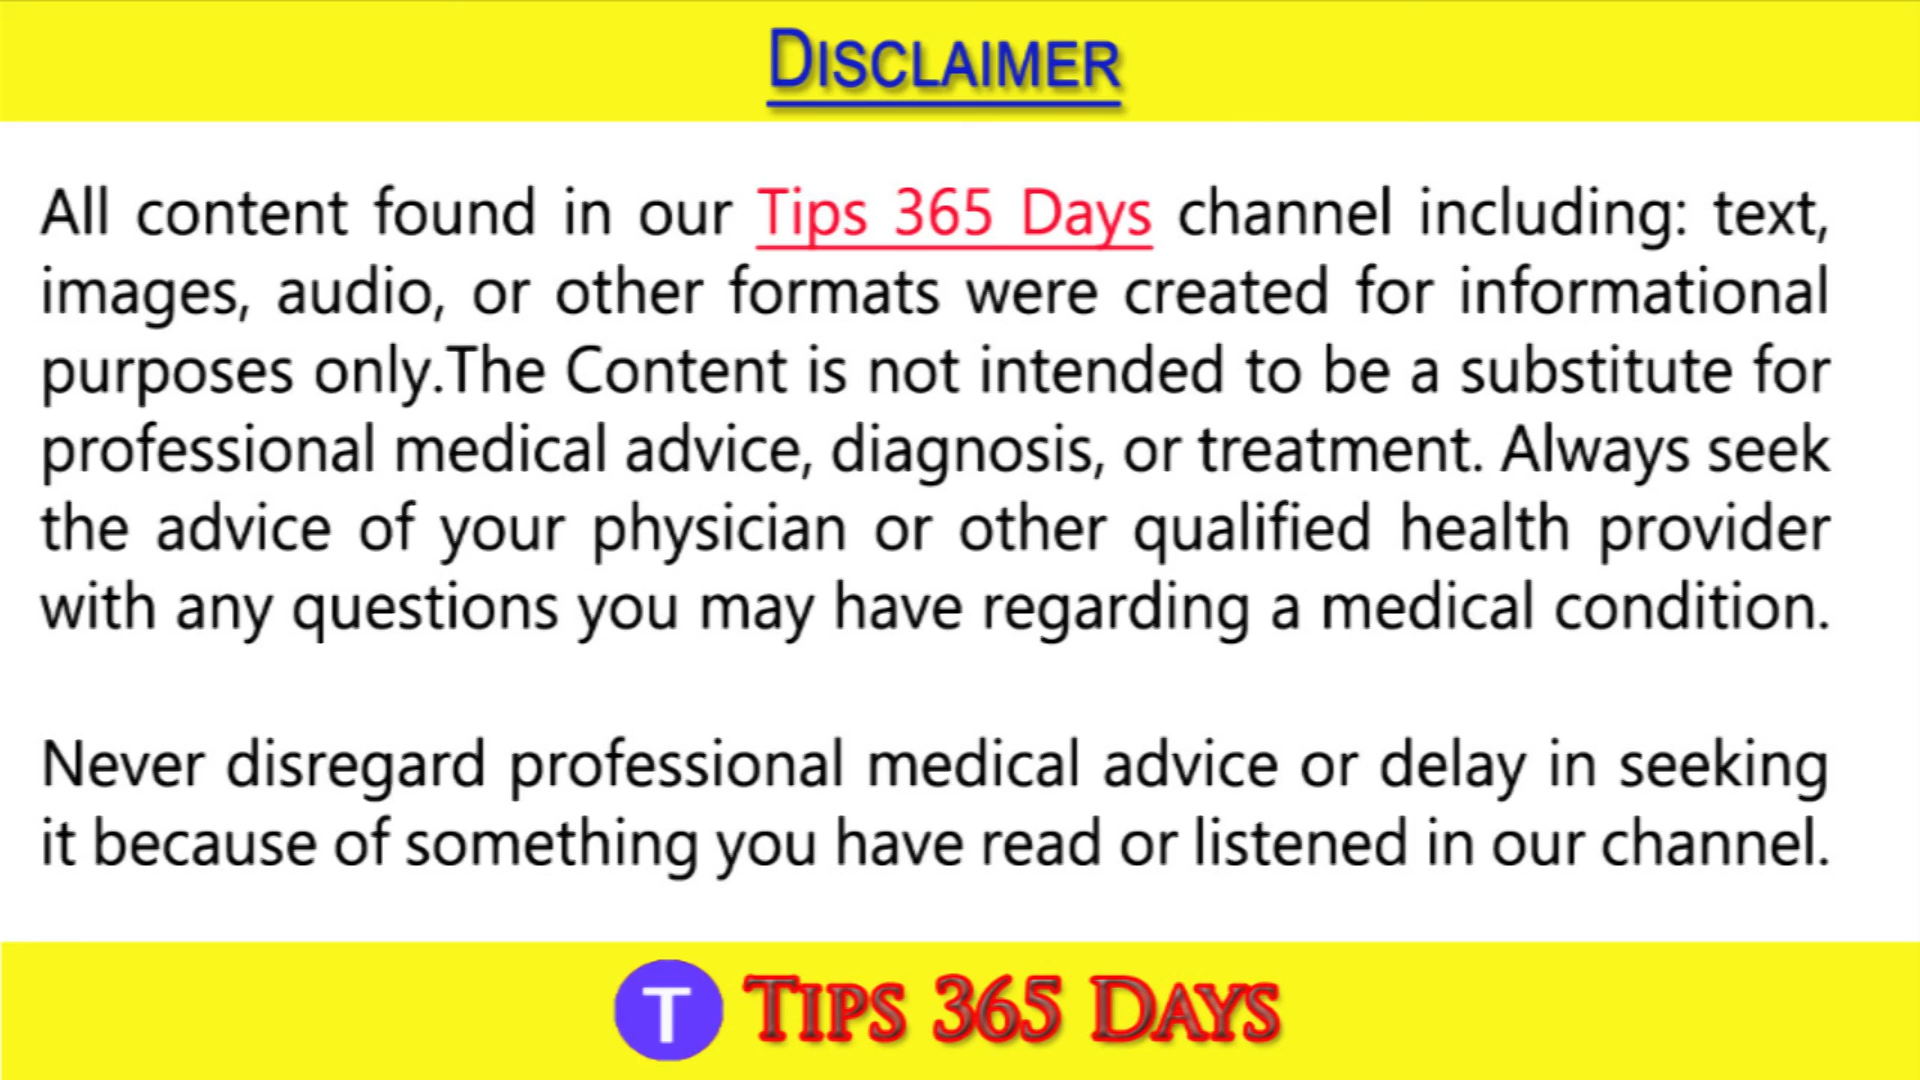 DISCLAIMER
All content found in our Tips 365 Days channel including: text,
images, audio, or other formats were created for informational
purposes only.The Content is not intended to be a substitute for
professional medical advice, diagnosis, or treatment. Always seek
the advice of your physician or other qualified health provider
with any questions you may have regarding a medical condition.
Never disregard professional medical advice or delay in seeking
it because of something you have read or listened in our channel.
T TIPS 365 DAYS